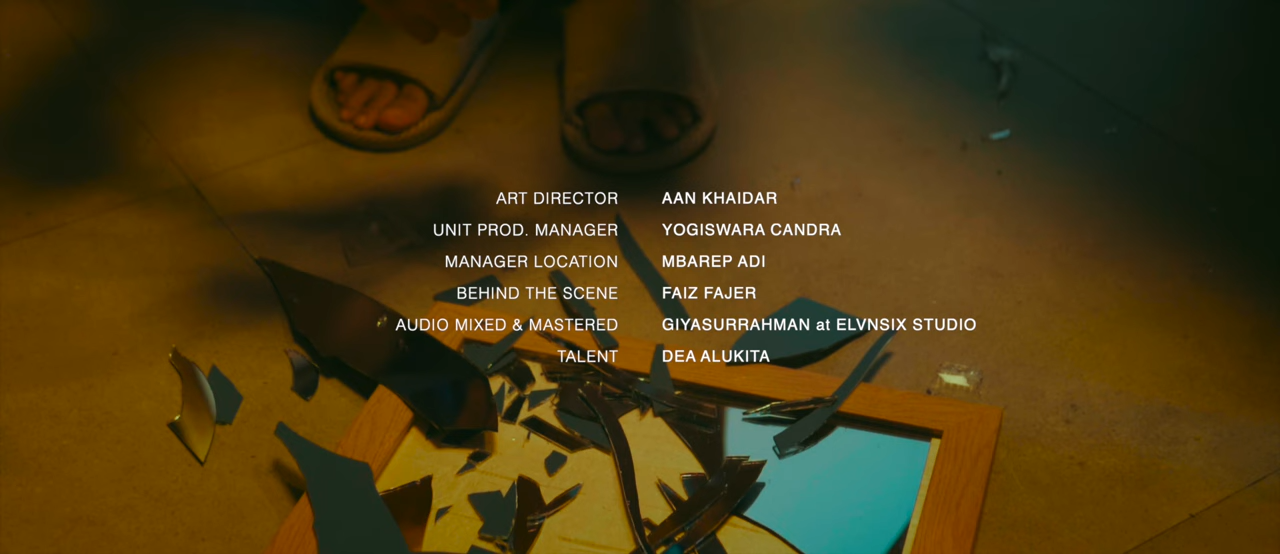 ART DIRECTOR AAN KHAIDAR
UNIT PROD. MANAGER YOGISWARA CANDRA
MANAGER LOCATION MBAREP ADI
BEHIND THE SCENE FAIZ FAJER
AUDIO MIXED & MASTERED GIYASURRAHMAN at ELVNSIX STUDIO
TALENT DEA ALUKITA